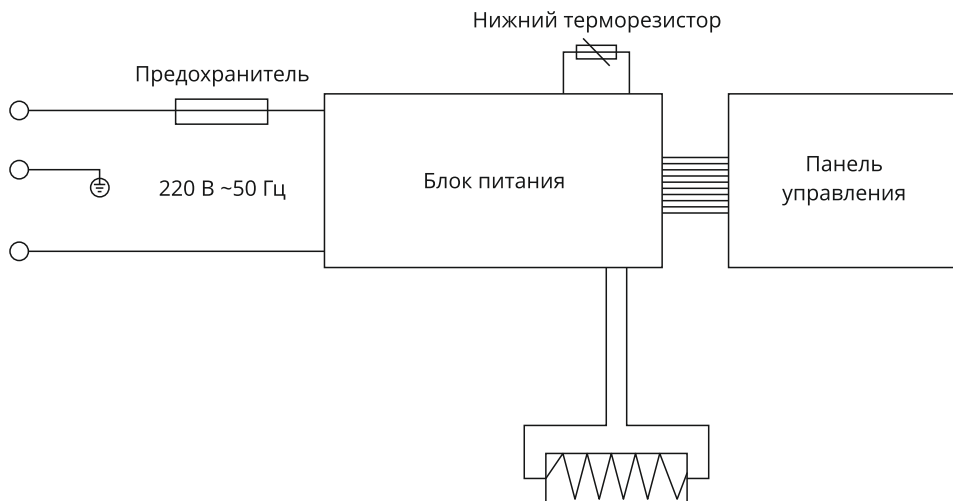 Нижний терморезистор
Предохранитель
220 В ~50 Гц
Блок питания
Панель
управления